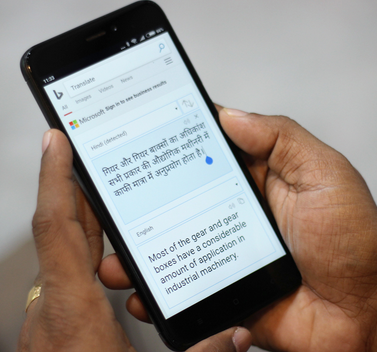 11:53
Translate
All Images Videos News
Microsoft Sign in to see business results
Hindi (detected)
गियर और गियर बाक्सों का अधिकांश
सभी प्रकार की औद्योगिक मशीनरी में
काफी मात्रा में अनुप्रयोग होता है।
English
Most of the gear and gear
boxes have a considerable
amount of application in
industrial machinery.